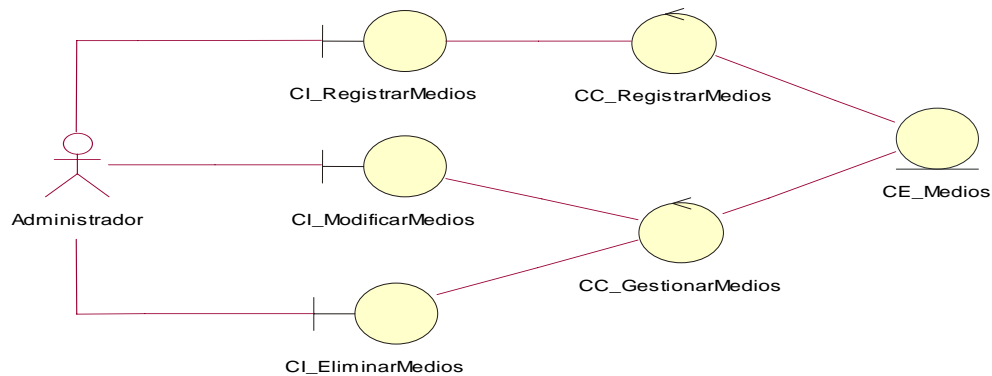 CI_RegistrarMedios
CC_RegistrarMedios
CE_Medios
Administrador
CI_ModificarMedios
CC_GestionarMedios
CI_EliminarMedios